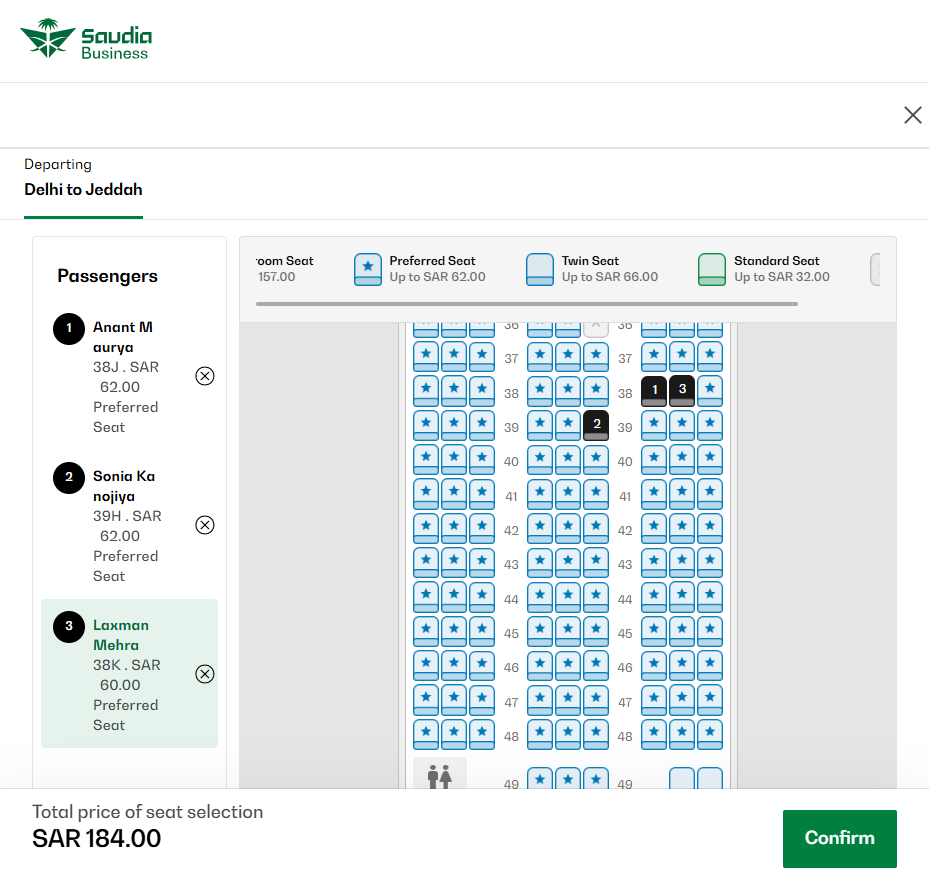 Saudia
Business
Departing
Delhi to Jeddah
Passengers
1 Anant M
aurya
38J . SAR
62.00
Preferred
Seat
2 Sonia Ka
nojiya
39H . SAR
62.00
Preferred
Seat
3 Laxman
Mehra
38K . SAR
60.00
Preferred
Seat
room Seat
157.00
Preferred Seat
Up to SAR 62.00
Twin Seat
Up to SAR 66.00
Standard Seat
Up to SAR 32.00
36 36
37 37
38 38 1 3
39 2 39
40 40
41 41
42 42
43 43
44 44
45 45
46 46
47 47
48 48
49 49
Total price of seat selection
SAR 184.00
Confirm